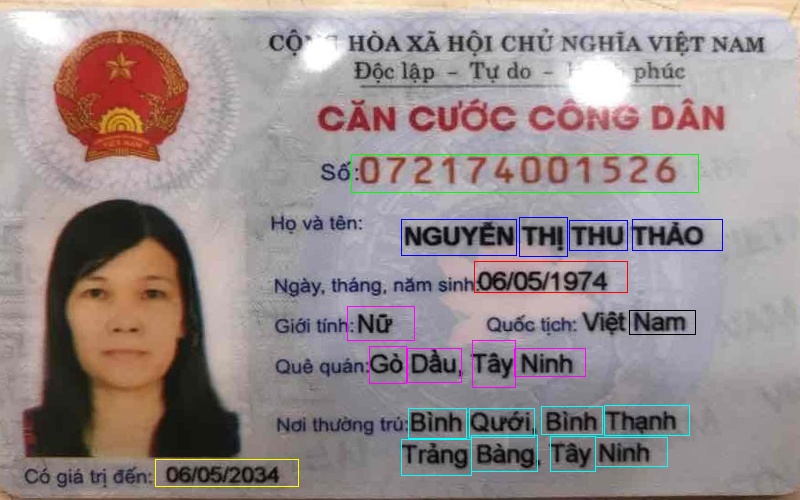 CỘNG HÒA XÃ HỘI CHỦ NGHĨA VIỆT NAM
Độc lập - Tự do - phúc
CĂN CƯỚC CÔNG DÂN
Số: 072174001526
Họ và tên: NGUYỄN THỊ THU THẢO
Ngày, tháng, năm sinh: 06/05/1974
Giới tính: Nữ Quốc tịch: Việt Nam
Quê quán: Gò Dầu, Tây Ninh
Nơi thường trú: Bình Quới, Bình Thạnh
Trảng Bàng, Tây Ninh
Có giá trị đến: 06/05/2034